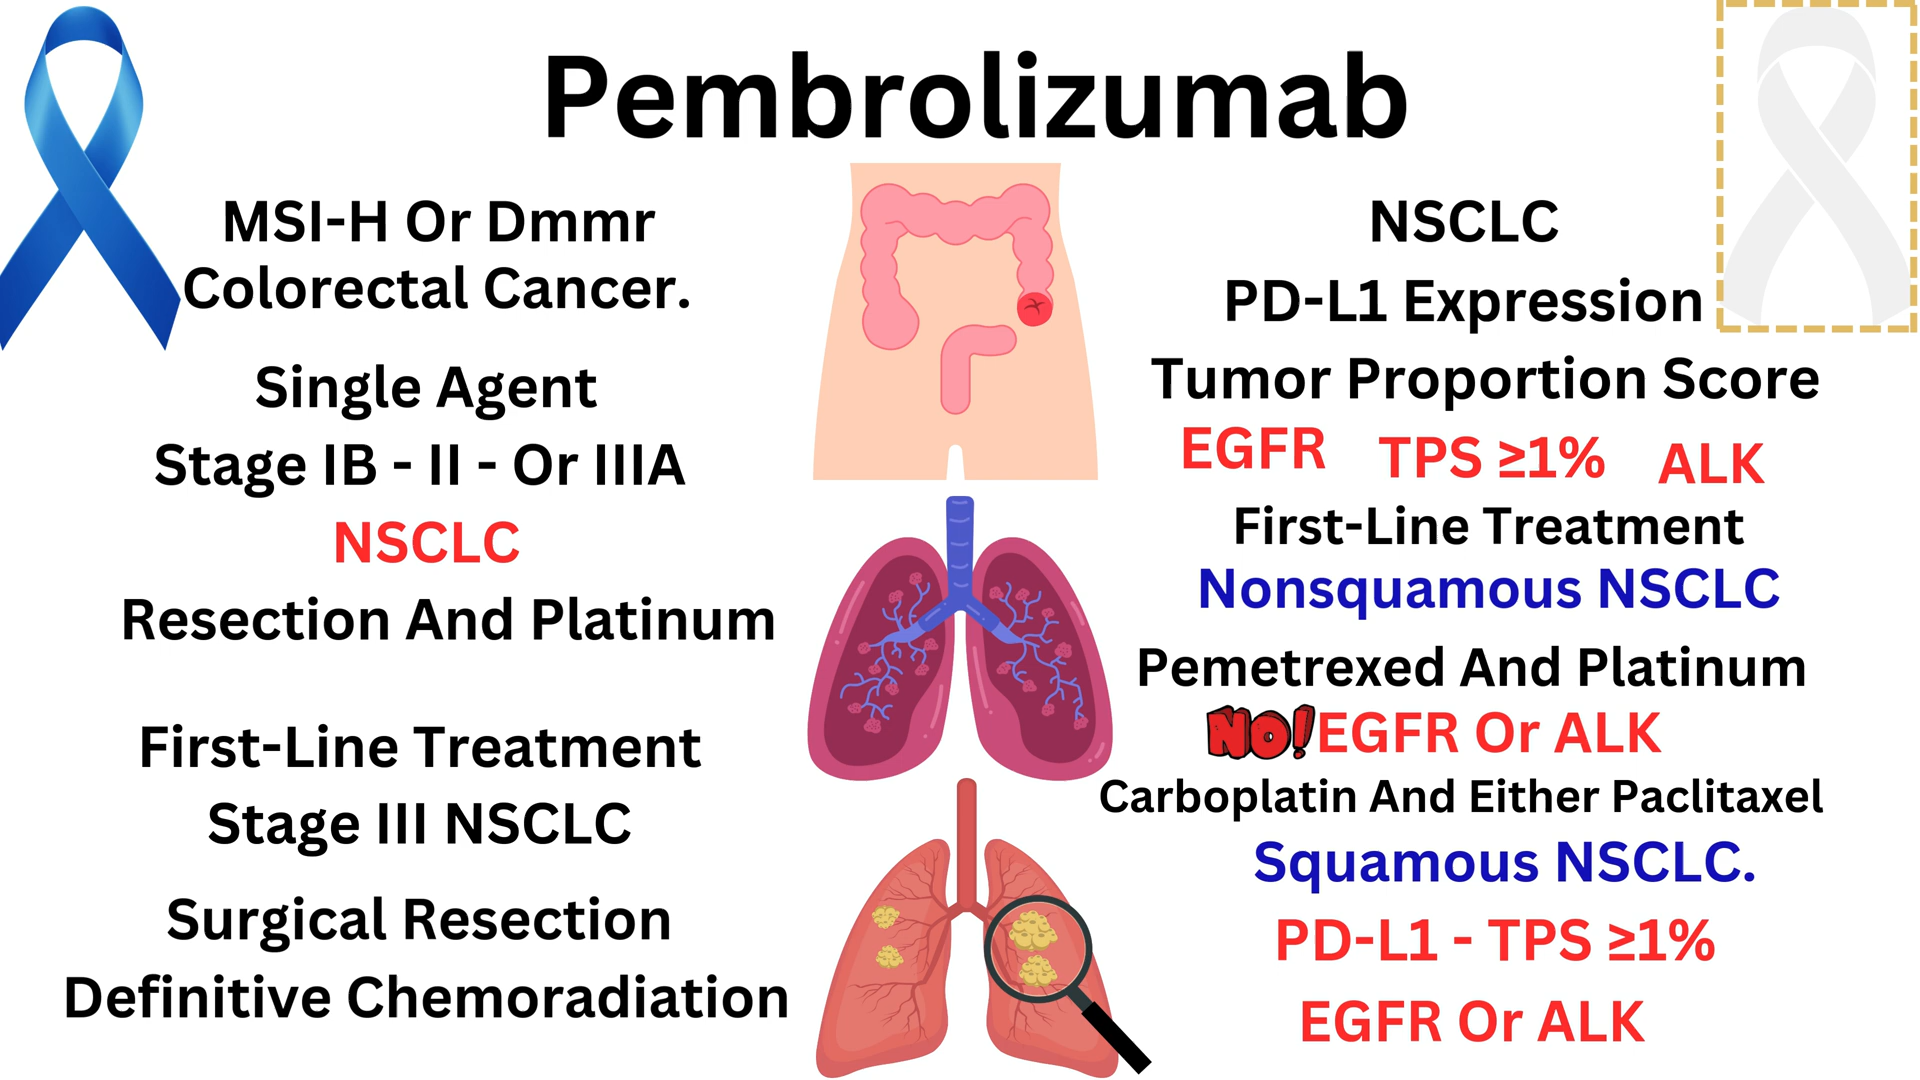 Pembrolizumab
MSI-H Or Dmmr
Colorectal Cancer.
Single Agent
Stage IB - II - Or IIIA
NSCLC
Resection And Platinum
First-Line Treatment
Stage III NSCLC
Surgical Resection
Definitive Chemoradiation
NSCLC
PD-L1 Expression
Tumor Proportion Score
EGFR TPS ≥1% ALK
First-Line Treatment
Nonsquamous NSCLC
Pemetrexed And Platinum
NO! EGFR Or ALK
Carboplatin And Either Paclitaxel
Squamous NSCLC.
PD-L1 - TPS ≥1%
EGFR Or ALK